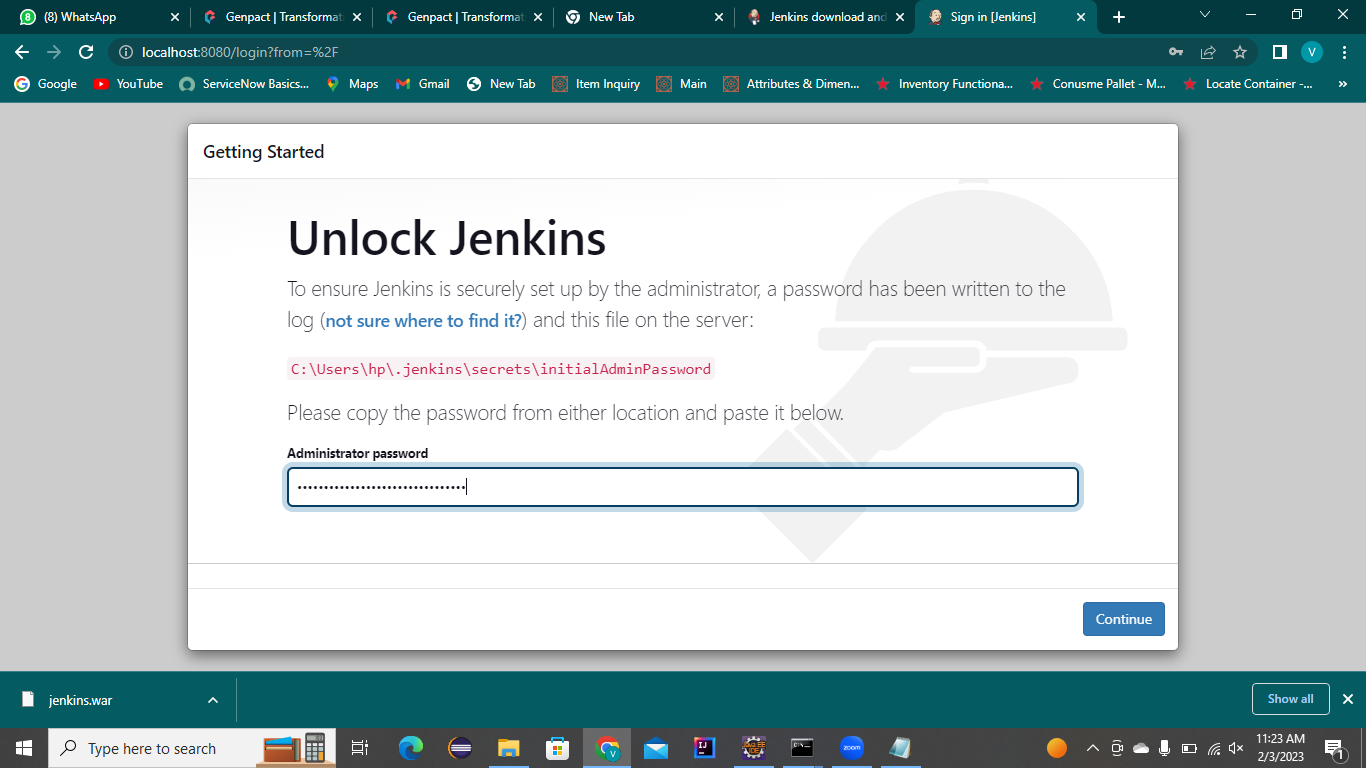 (8) WhatsApp
Genpact | Transformat
Genpact | Transformat
New Tab
Jenkins download and
Sign in [Jenkins]
localhost:8080/login?from=%2F
V
Google
YouTube
ServiceNow Basics...
Maps
Gmail
New Tab
Item Inquiry
Main
Attributes & Dimen...
Inventory Functiona...
Conusme Pallet - M...
Locate Container -...
»
Getting Started
Unlock Jenkins
To ensure Jenkins is securely set up by the administrator, a password has been written to the
log (not sure where to find it?) and this file on the server:
C:\Users\hp\.jenkins\secrets\initialAdminPassword
Please copy the password from either location and paste it below.
Administrator password
Continue
jenkins.war
Show all
Type here to search
zoom
11:23 AM
2/3/2023
1